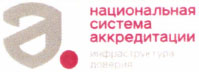 национальная
система
аккредитации
инфраструктура
доверия